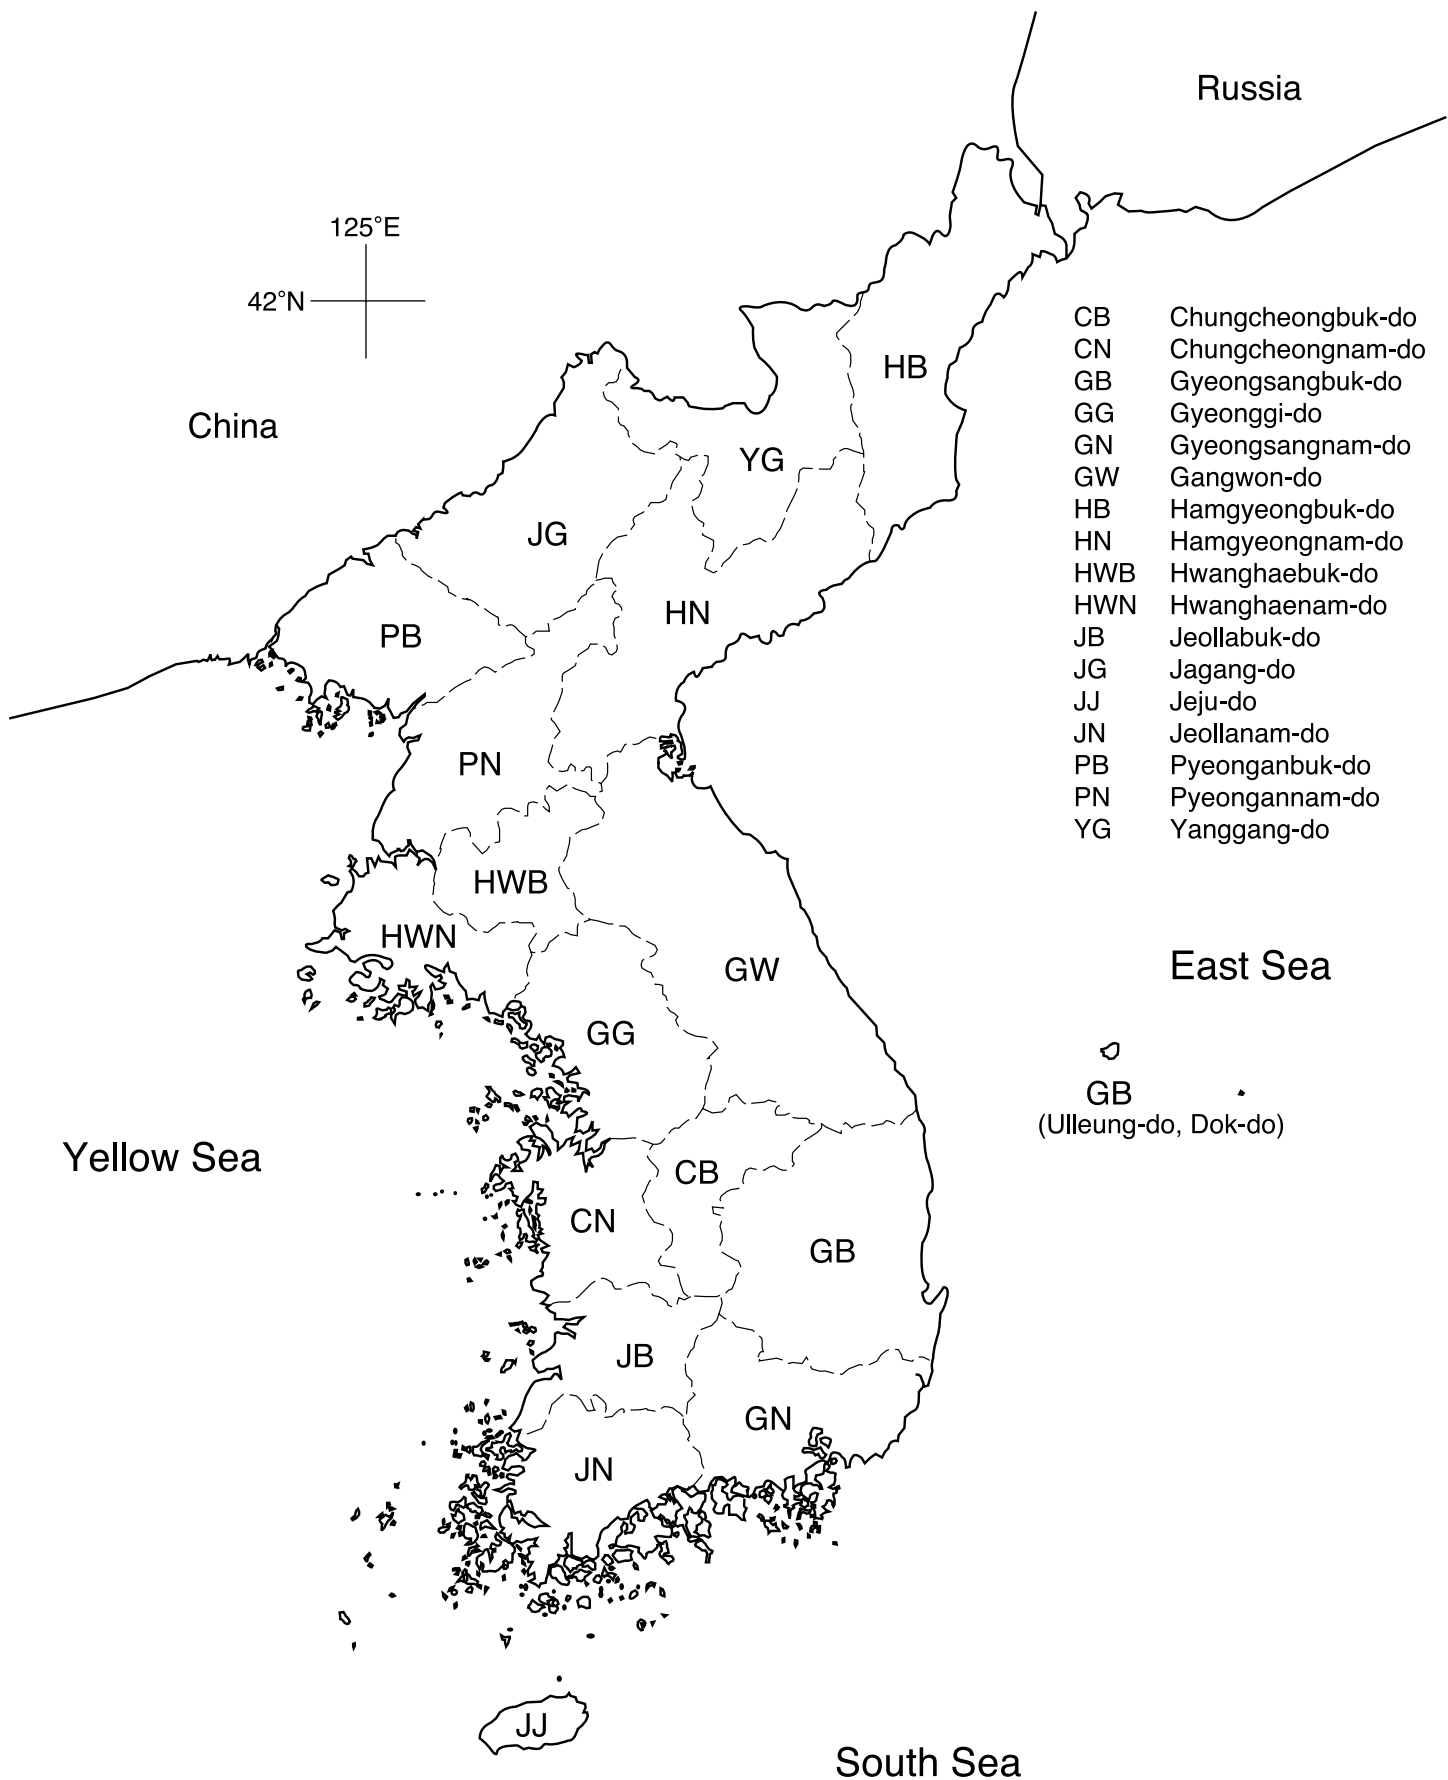 Russia
125°E
42°N
China
CB Chungcheongbuk-do
CN Chungcheongnam-do
GB Gyeongsangbuk-do
GG Gyeonggi-do
GN Gyeongsangnam-do
GW Gangwon-do
HB Hamgyeongbuk-do
HN Hamgyeongnam-do
HWB Hwanghaebuk-do
HWN Hwanghaenam-do
JB Jeollabuk-do
JG Jagang-do
JJ Jeju-do
JN Jeollanam-do
PB Pyeonganbuk-do
PN Pyeongannam-do
YG Yanggang-do
HB
YG
JG
HN
PB
PN
HWB
HWN
GW
East Sea
GG
GB
(Ulleung-do, Dok-do)
Yellow Sea
CB
CN
GB
JB
GN
JN
JJ
South Sea